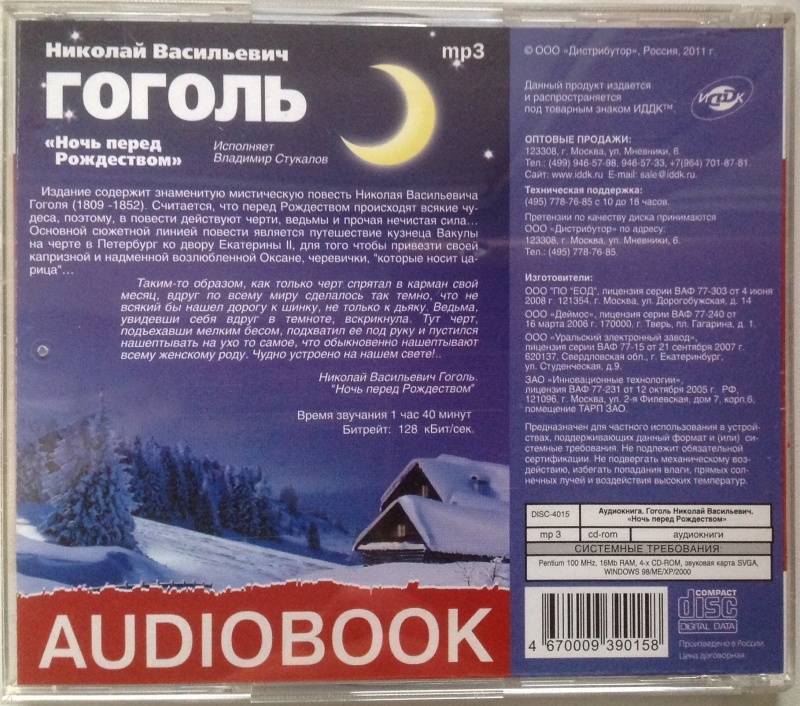 Николай Васильевич
mp3
ГОГОЛЬ
«Ночь перед
Рождеством»
Исполняет
Владимир Стукалов
Издание содержит знаменитую мистическую повесть Николая Васильевича
Гоголя (1809 -1852). Считается, что перед Рождеством происходят всякие чу-
деса, поэтому, в повести действуют черти, ведьмы и прочая нечистая сила...
Основной сюжетной линией повести является путешествие кузнеца Вакулы
на черте в Петербург ко двору Екатерины II, для того чтобы привезти своей
капризной и надменной возлюбленной Оксане, черевички, "которые носит ца-
рица"...
Таким-то образом, как только черт спрятал в карман свой
месяц, вдруг по всему миру сделалось так темно, что не
всякий бы нашел дорогу к шинку, не только к дьяку. Ведьма,
увидевши себя вдруг в темноте, вскрикнула. Тут черт,
подъехавши мелким бесом, подхватил ее под руку и пустился
нашептывать на ухо то самое, что обыкновенно нашептывают
всему женскому роду. Чудно устроено на нашем свете!..
Николай Васильевич Гоголь
"Ночь перед Рождеством"
Время звучания 1 час 40 минут
Битрейт: 128 кБит/сек.
AUDIOBOOK
© ООО «Дистрибутор», Россия, 2011 г.
Данный продукт издается
и распространяется
под товарным знаком ИДДК™.
ИДДК
ОПТОВЫЕ ПРОДАЖИ:
123308, г. Москва, ул. Мневники, 6.
Тел.: (499) 946-57-98, 946-57-33, +7(964) 701-87-81.
Сайт: www.iddk.ru E-mail: sale@iddk.ru.
Техническая поддержка:
(495) 778-76-85 с 10 до 18 часов.
Претензии по качеству диска принимаются
ООО «Дистрибутор» по адресу:
123308, г. Москва, ул. Мневники, 6.
Тел.: (495) 778-76-85.
Изготовители:
ООО "ПО "ЕОД", лицензия серии ВАФ 77-303 от 4 июня
2008 г. 121354, г. Москва, ул. Дорогобужская, д. 14
ООО «Деймос», лицензия серии ВАФ 77-240 от
16 марта 2006 г. 170000, г. Тверь, пл. Гагарина, д. 1.
ООО «Уральский электронный завод»,
лицензия серии ВАФ 77-15 от 21 сентября 2007 г.
620137, Свердловская обл., г. Екатеринбург,
ул. Студенческая, д.9.
ЗАО «Инновационные технологии»,
лицензия ВАФ 77-231 от 12 октября 2005 г. РФ,
121096, г. Москва, ул. 2-я Филевская, дом 7, корп.6,
помещение ТАРП ЗАО.
Предназначен для частного использования в устрой-
ствах, поддерживающих данный формат и (или) сис-
темные требования. Не подлежит обязательной
сертификации. Не подвергать механическому воз-
действию, избегать попадания влаги, прямых сол-
нечных лучей и воздействия высоких температур.
DISC-4015
Аудиокнига. Гоголь Николай Васильевич.
«Ночь перед Рождеством»
mp 3 cd-rom аудиокниги
СИСТЕМНЫЕ ТРЕБОВАНИЯ
Pentium 100 MHz, 16Mb RAM, 4-x CD-ROM, звуковая карта SVGA,
WINDOWS 98/ME/XP/2000
4 670009 390158
COMPACT
disc
DIGITAL DATA
Произведено в России.
Цена договорная.